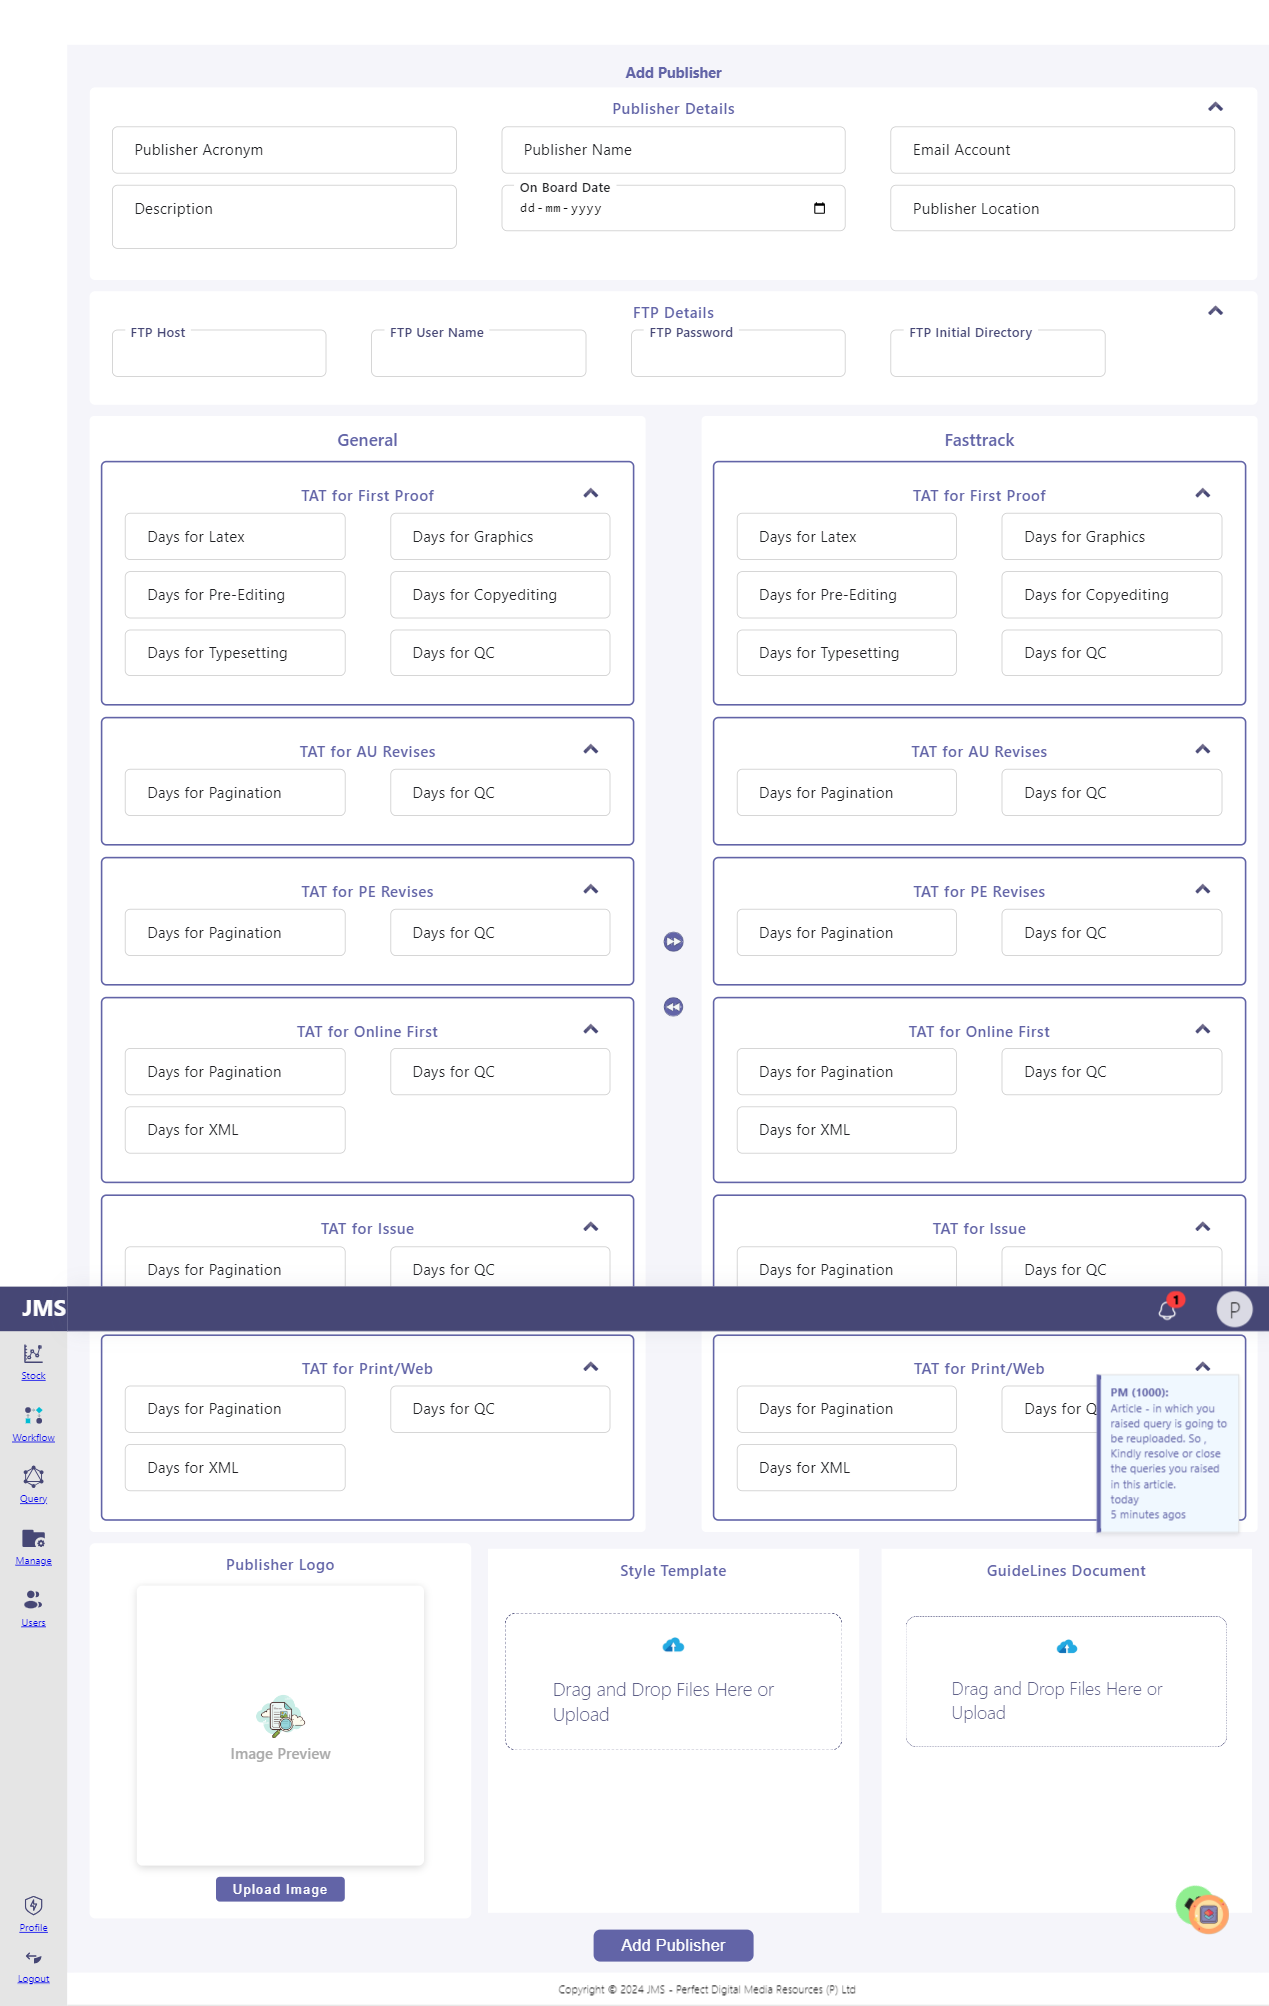 Add Publisher
Publisher Details
Publisher Acronym
Publisher Name
Email Account
Description
On Board Date
dd-mm-yyyy
Publisher Location
FTP Details
FTP Host
FTP User Name
FTP Password
FTP Initial Directory
General
TAT for First Proof
Days for Latex
Days for Graphics
Days for Pre-Editing
Days for Copyediting
Days for Typesetting
Days for QC
TAT for AU Revises
Days for Pagination
Days for QC
TAT for PE Revises
Days for Pagination
Days for QC
TAT for Online First
Days for Pagination
Days for QC
Days for XML
TAT for Issue
Days for Pagination
Days for QC
Fasttrack
TAT for First Proof
Days for Latex
Days for Graphics
Days for Pre-Editing
Days for Copyediting
Days for Typesetting
Days for QC
TAT for AU Revises
Days for Pagination
Days for QC
TAT for PE Revises
Days for Pagination
Days for QC
TAT for Online First
Days for Pagination
Days for QC
Days for XML
TAT for Issue
Days for Pagination
Days for QC
JMS
1
P
Stock
Workflow
Query
Manage
Users
Profile
Logout
TAT for Print/Web
Days for Pagination
Days for QC
Days for XML
TAT for Print/Web
Days for Pagination
Days for Q
Days for XML
PM (1000):
Article - in which you
raised query is going to
be reuploaded. So ,
Kindly resolve or close
the queries you raised
in this article.
today
5 minutes agos
Publisher Logo
Image Preview
Upload Image
Style Template
Drag and Drop Files Here or
Upload
GuideLines Document
Drag and Drop Files Here or
Upload
Add Publisher
Copyright © 2024 JMS - Perfect Digital Media Resources (P) Ltd